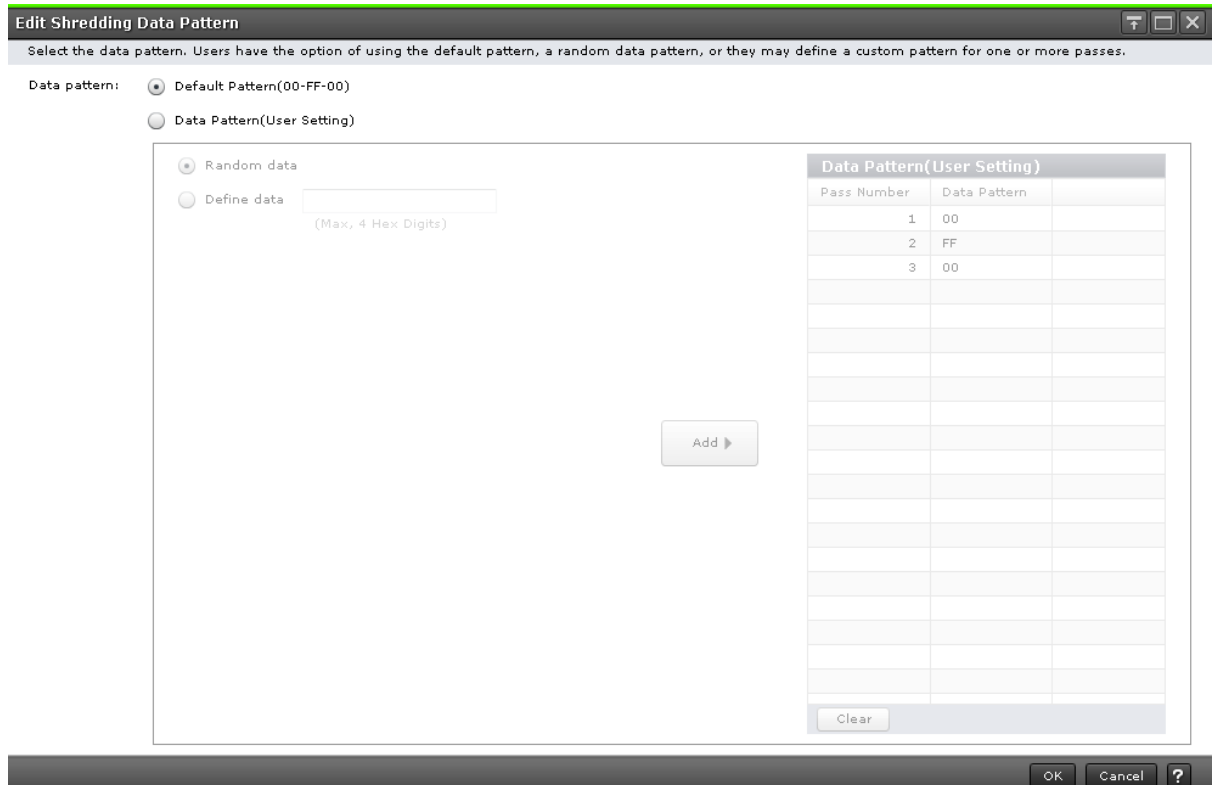 Edit Shredding Data Pattern
Select the data pattern. Users have the option of using the default pattern, a random data pattern, or they may define a custom pattern for one or more passes.
Data pattern: Default Pattern(00-FF-00)
Data Pattern(User Setting)
Random data
Define data
(Max, 4 Hex Digits)
Add
Data Pattern(User Setting)
Pass Number Data Pattern
1 00
2 FF
3 00
Clear
OK Cancel ?